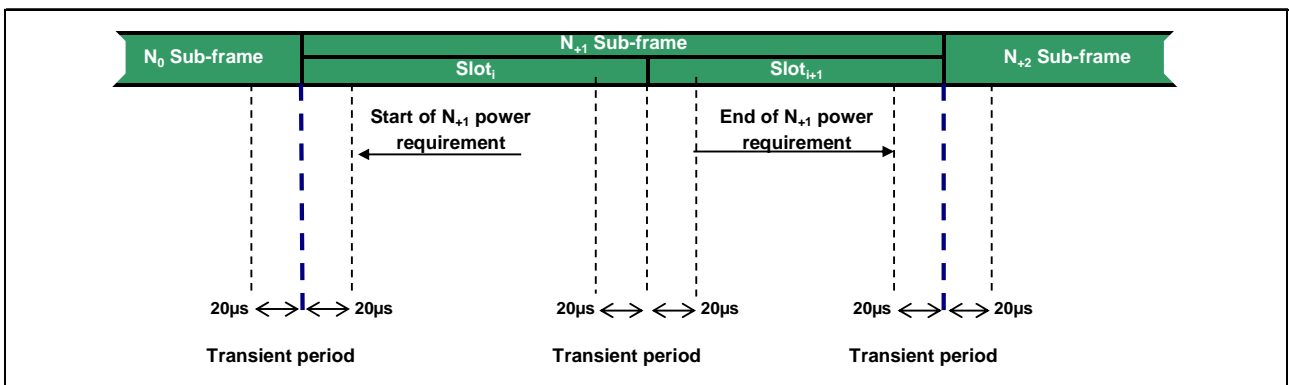 N₀ Sub-frame
N₊₁ Sub-frame
N₊₂ Sub-frame
Slotᵢ
Slotᵢ₊₁
Start of N₊₁ power
requirement
End of N₊₁ power
requirement
20µs
20µs
20µs
20µs
20µs
20µs
Transient period
Transient period
Transient period